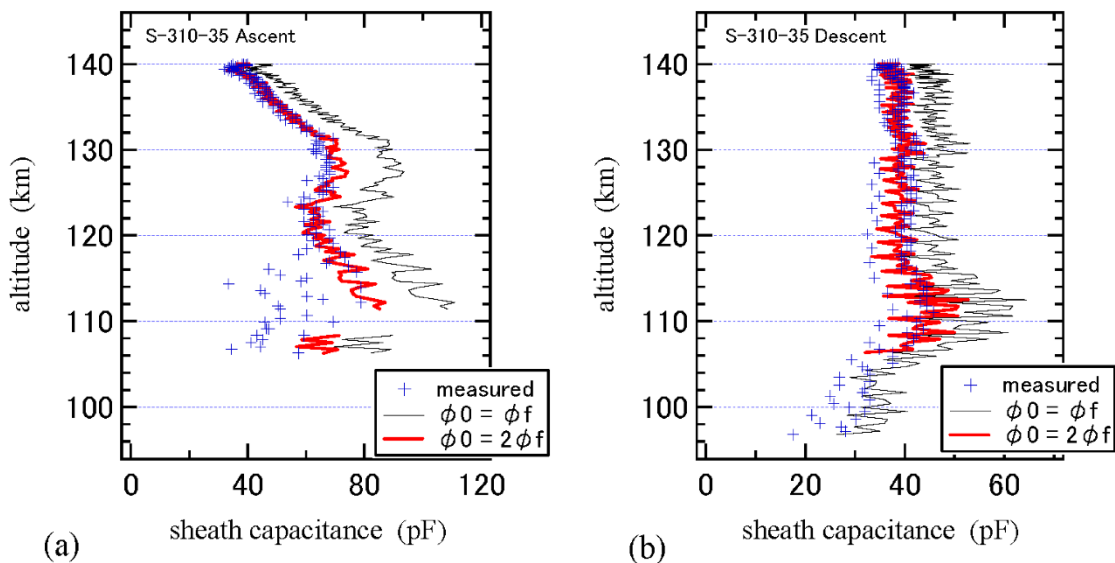 S-310-35 Ascent
140
130
120
110
100
altitude (km)
0 40 80 120
sheath capacitance (pF)
+ measured
ϕ0 = ϕf
ϕ0 = 2ϕf
(a)
S-310-35 Descent
140
130
120
110
100
altitude (km)
0 20 40 60
sheath capacitance (pF)
+ measured
ϕ0 = ϕf
ϕ0 = 2ϕf
(b)